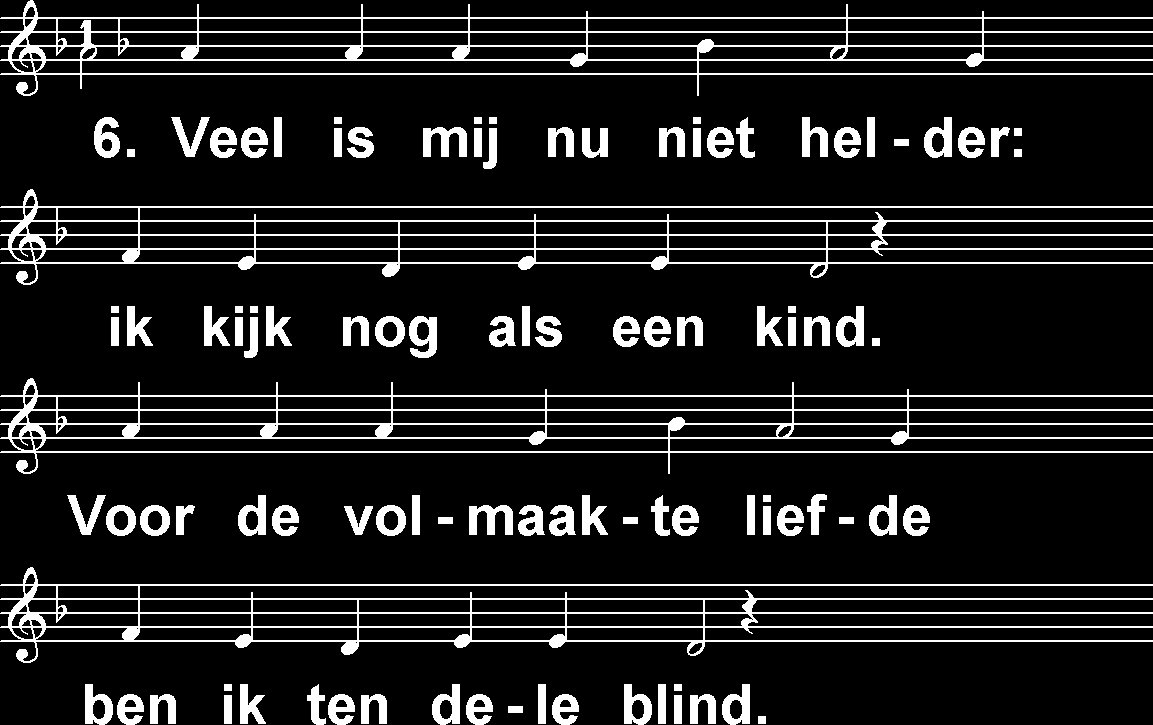 6. Veel is mij nu niet hel - der:
ik kijk nog als een kind.
Voor de vol - maak - te lief - de
ben ik ten de - le blind.